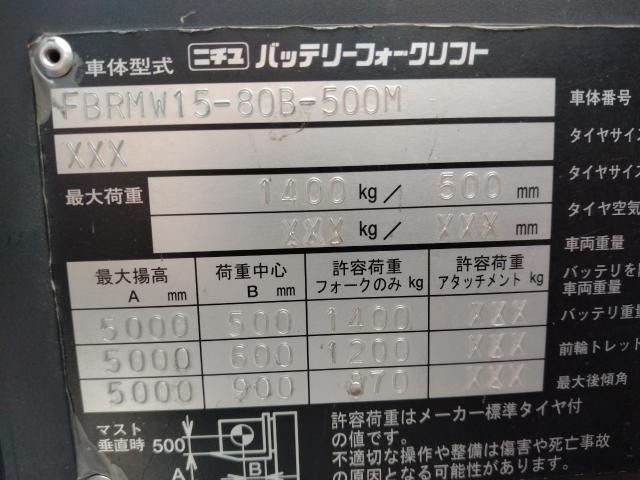 車体型式 ニチユ バッテリーフォークリフト
FBRMW15-80B-500M 車体番号
XXX タイヤサイズ
最大荷重 1400 kg/ 500 mm タイヤサイズ
XXX kg/ XXX mm タイヤ空気
車両重量
最大揚高 A mm 荷重中心 B mm 許容荷重 フォークのみ kg 許容荷重 アタッチメント kg
バッテリを
車両重量
5000 500 1400 XXX バッテリ重量
5000 600 1200 XXX 前輪トレッド
5000 900 870 XXX 最大後傾角
マスト垂直時 500
A
B
許容荷重はメーカー標準タイヤ付
の値です。
不適切な操作や整備は傷害や死亡事故
の原因となる可能性があります。